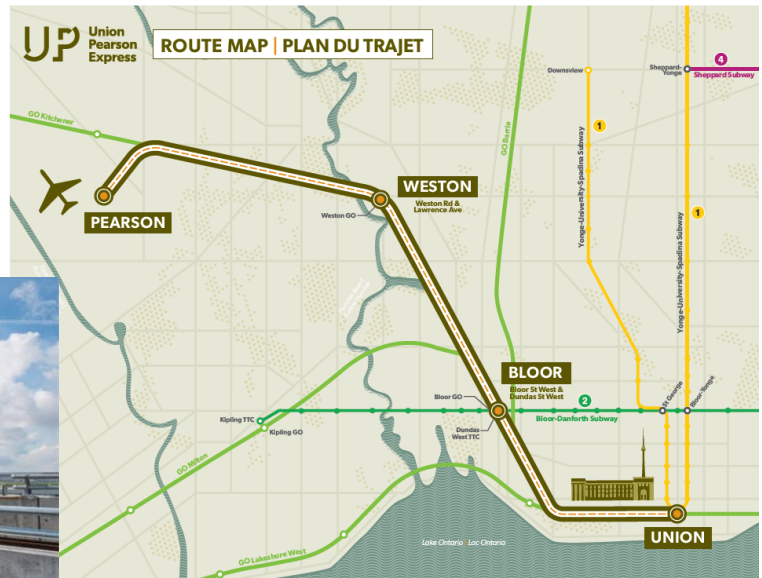 UP Union
Pearson
Express
ROUTE MAP | PLAN DU TRAJET
Downsview
Sheppard-
Yonge
4
Sheppard Subway
GO Kitchener
1
GO Barrie
Yonge-University-Spadina Subway
1
Yonge-University-Spadina Subway
PEARSON
WESTON
Weston Rd &
Lawrence Ave
Weston GO
BLOOR
Bloor St West &
Dundas St West
Bloor GO
2
Bloor-Danforth Subway
St George
Bloor-Yonge
Kipling TTC
Kipling GO
Dundas
West TTC
GO Milton
GO Lakeshore West
Lake Ontario Lac Ontario
UNION